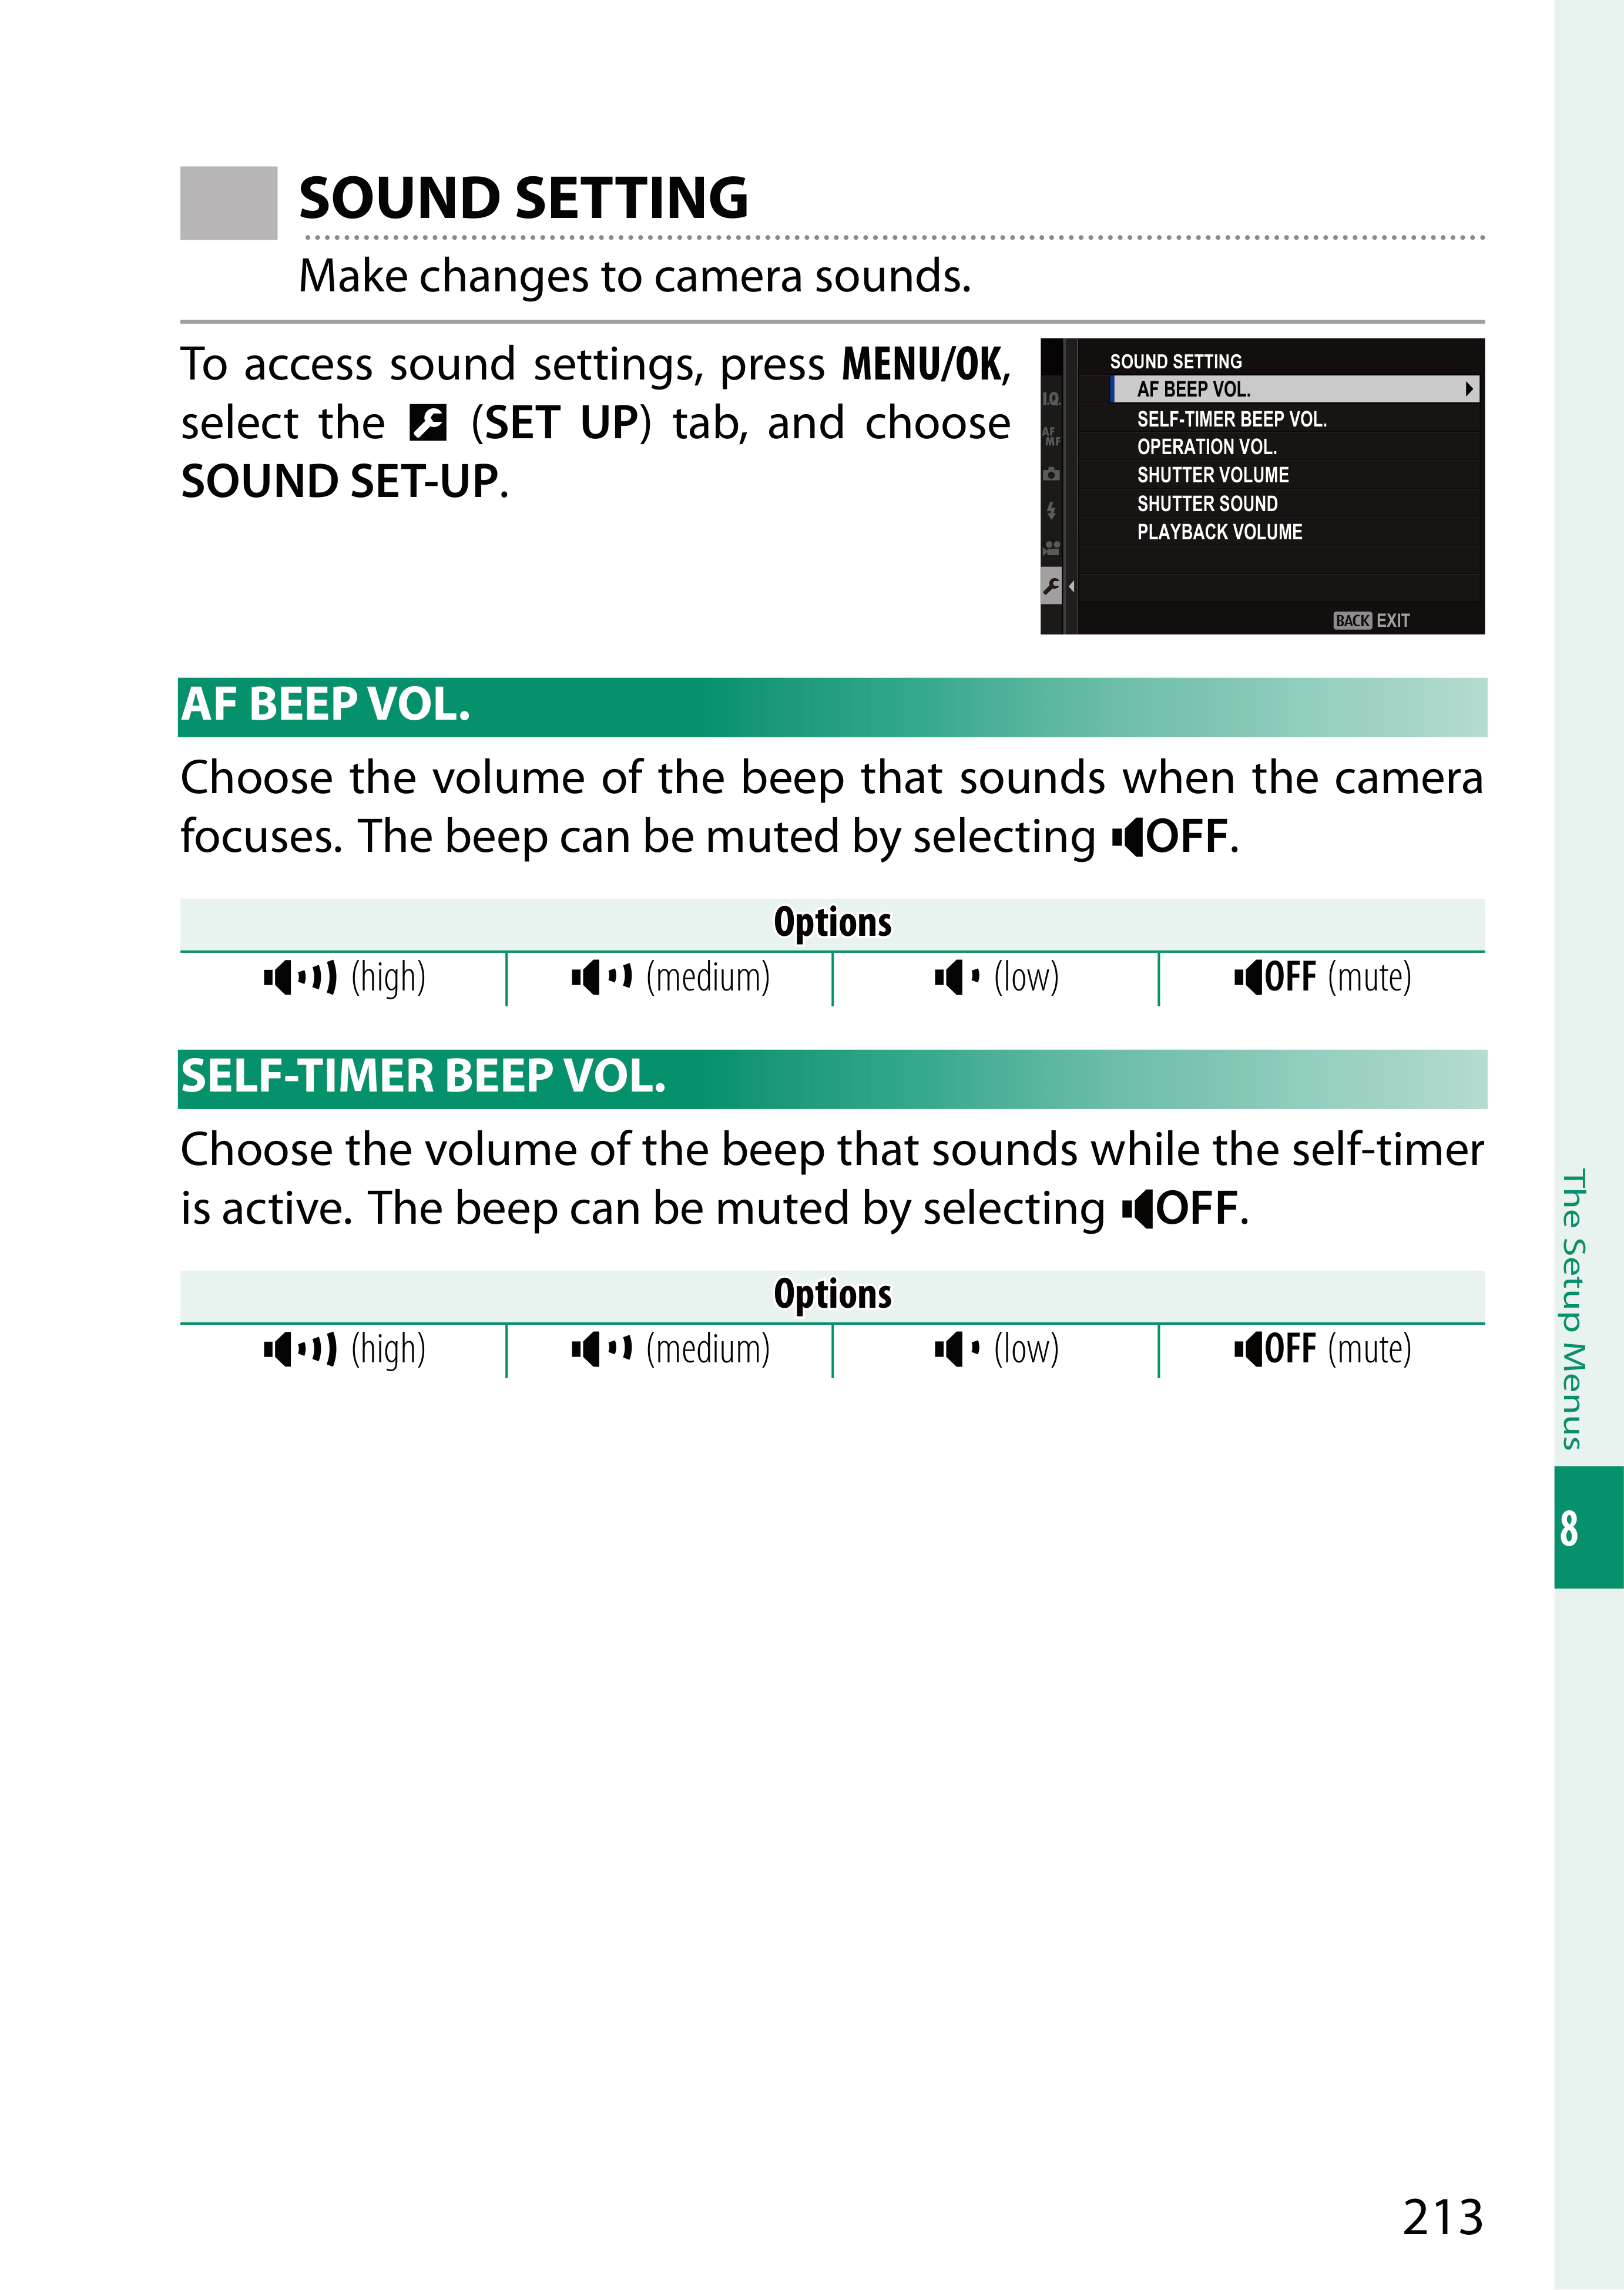 SOUND SETTING
Make changes to camera sounds.
To access sound settings, press MENU/OK,
select the (SET UP) tab, and choose
SOUND SET-UP.
SOUND SETTING
AF BEEP VOL.
SELF-TIMER BEEP VOL.
OPERATION VOL.
SHUTTER VOLUME
SHUTTER SOUND
PLAYBACK VOLUME
I.Q.
AF
MF
BACK EXIT
AF BEEP VOL.
Choose the volume of the beep that sounds when the camera
focuses. The beep can be muted by selecting OFF.
Options
(high) (medium) (low) OFF (mute)
SELF-TIMER BEEP VOL.
Choose the volume of the beep that sounds while the self-timer
is active. The beep can be muted by selecting OFF.
Options
(high) (medium) (low) OFF (mute)
The Setup Menus
8
213